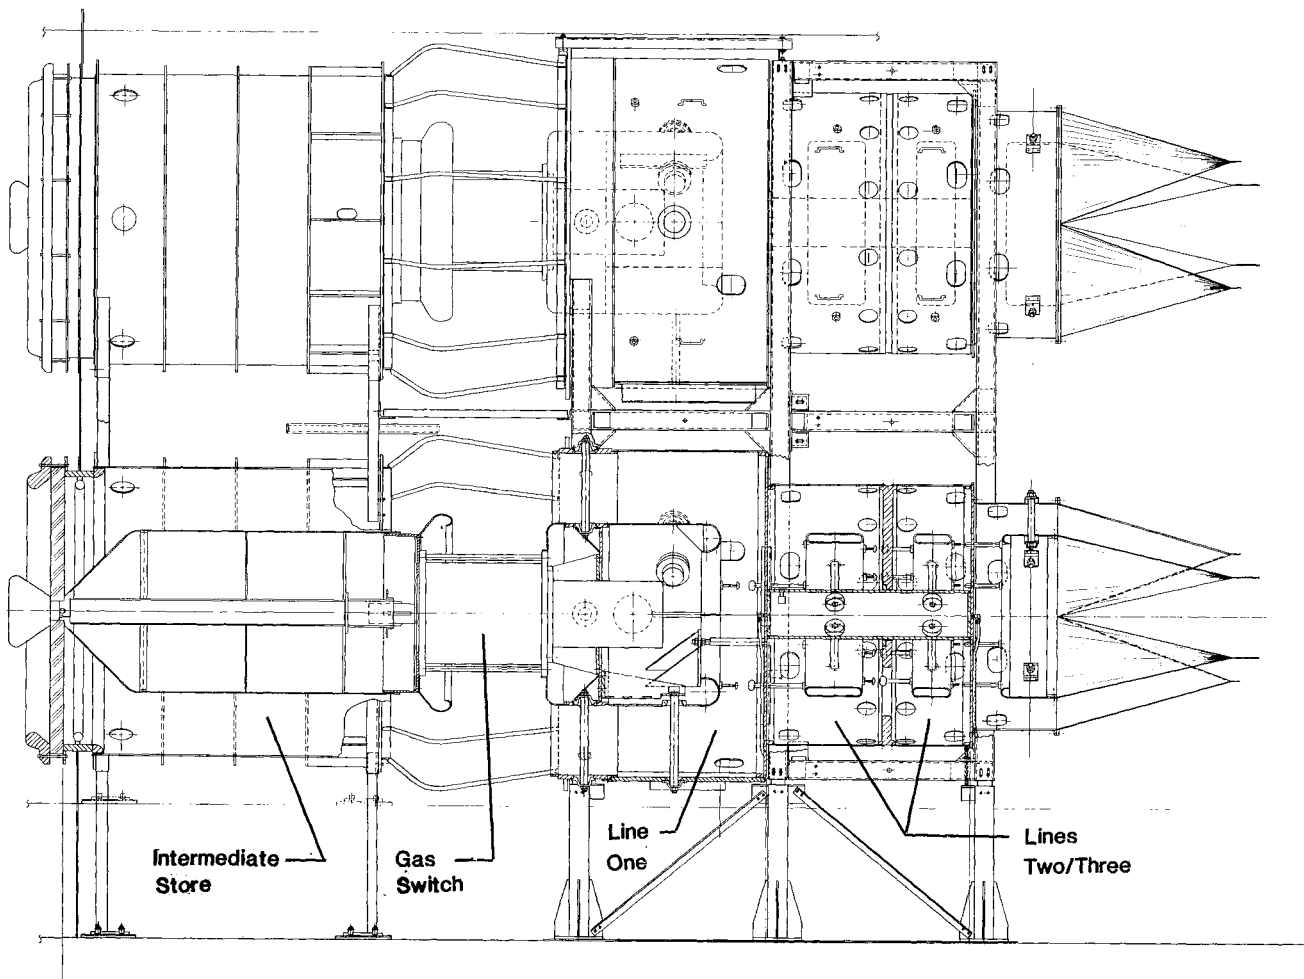 Intermediate
Store
Gas
Switch
Line
One
Lines
Two/Three